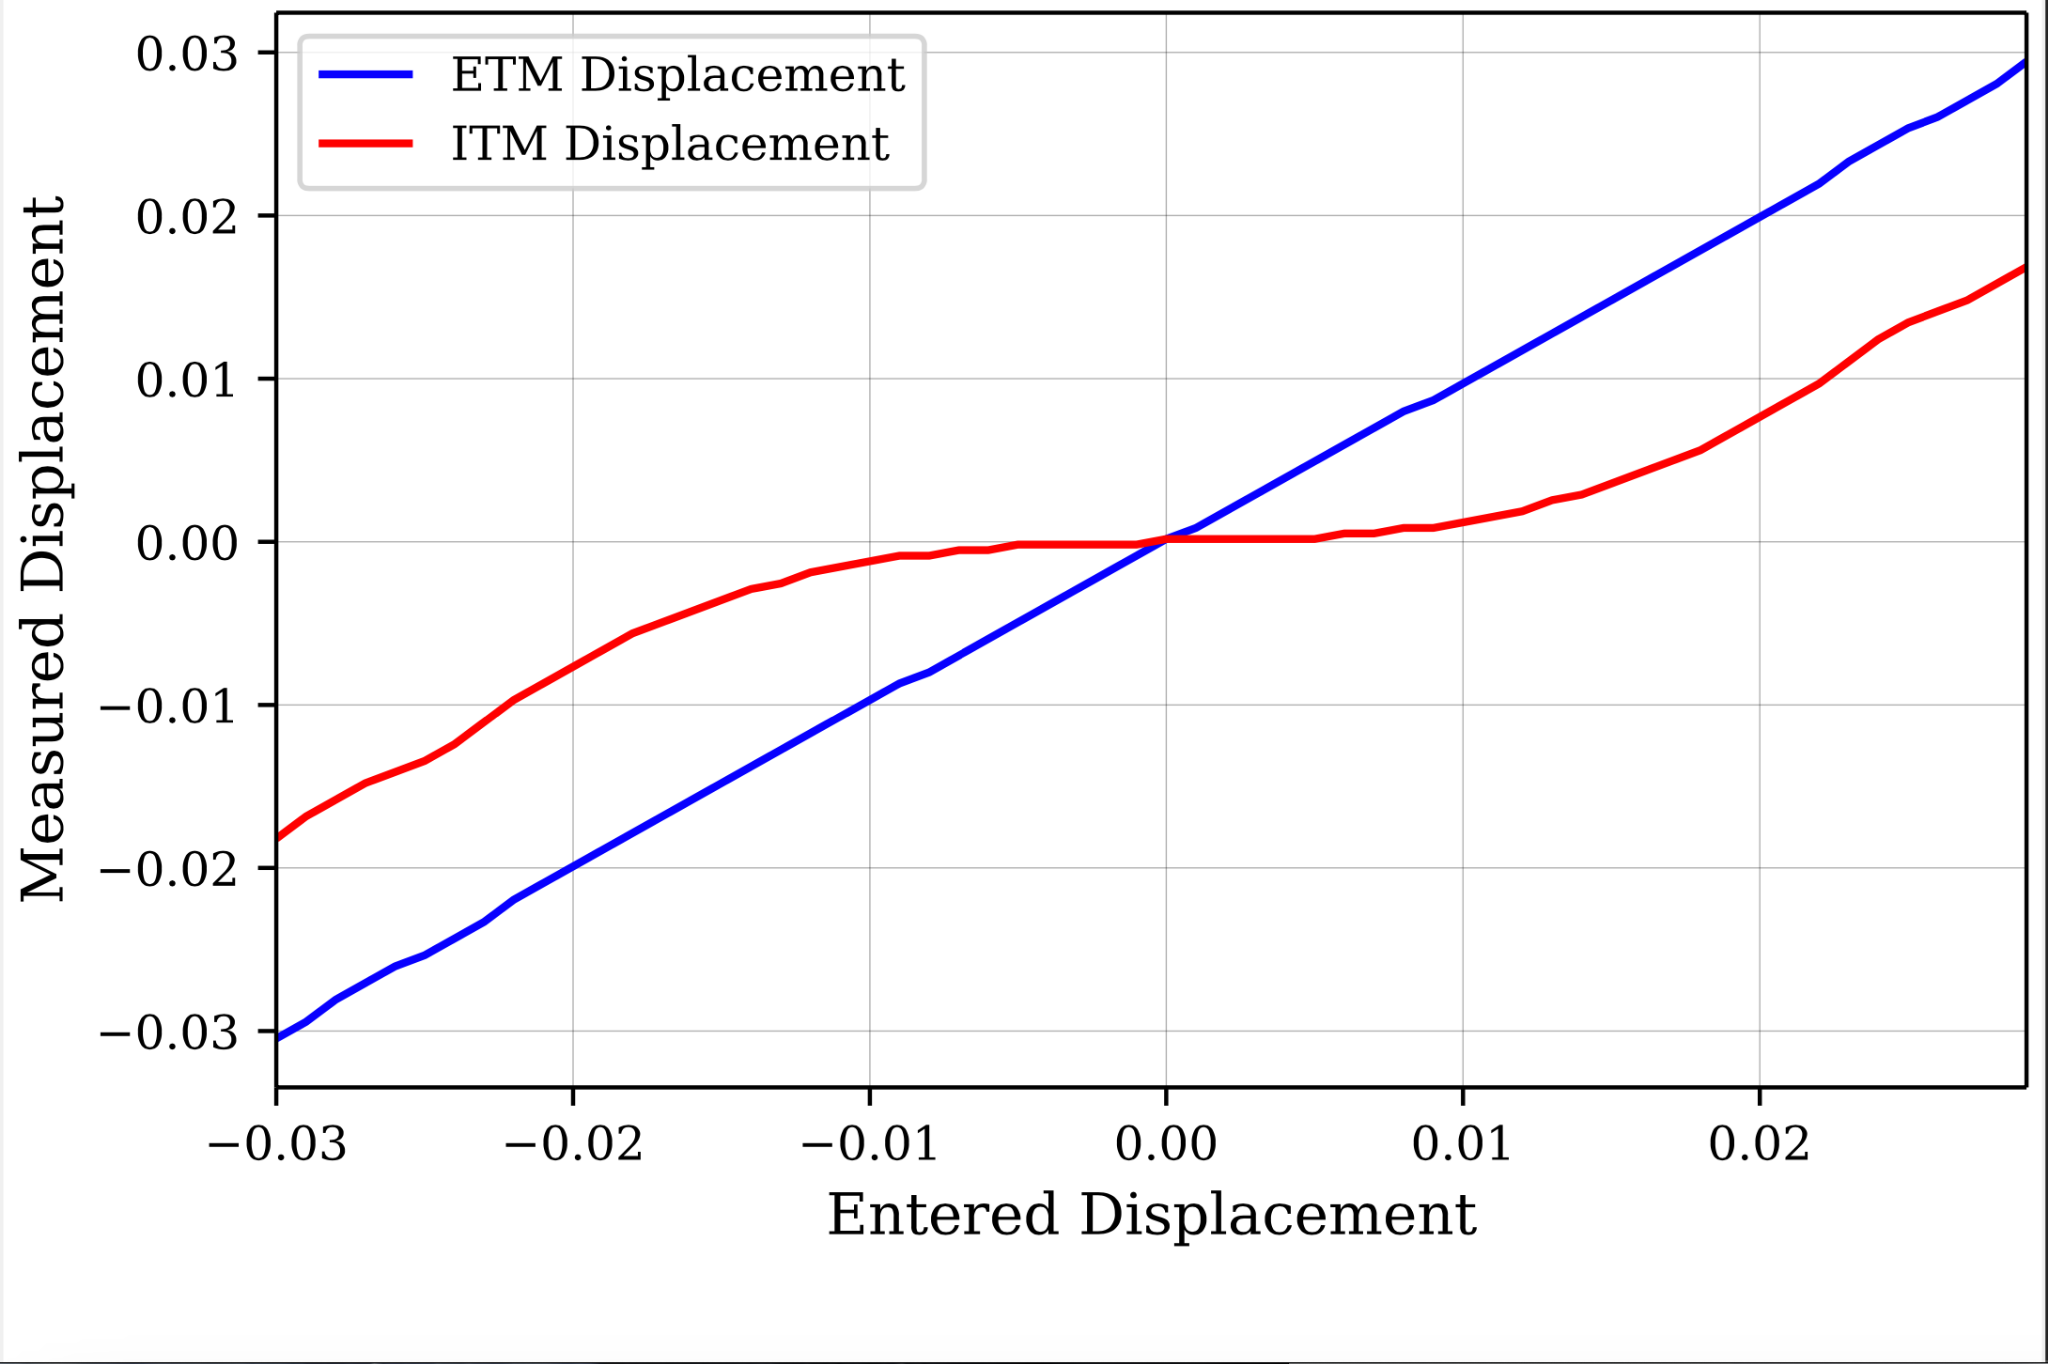 ETM Displacement
ITM Displacement
Measured Displacement
0.03
0.02
0.01
0.00
−0.01
−0.02
−0.03
−0.03 −0.02 −0.01 0.00 0.01 0.02
Entered Displacement